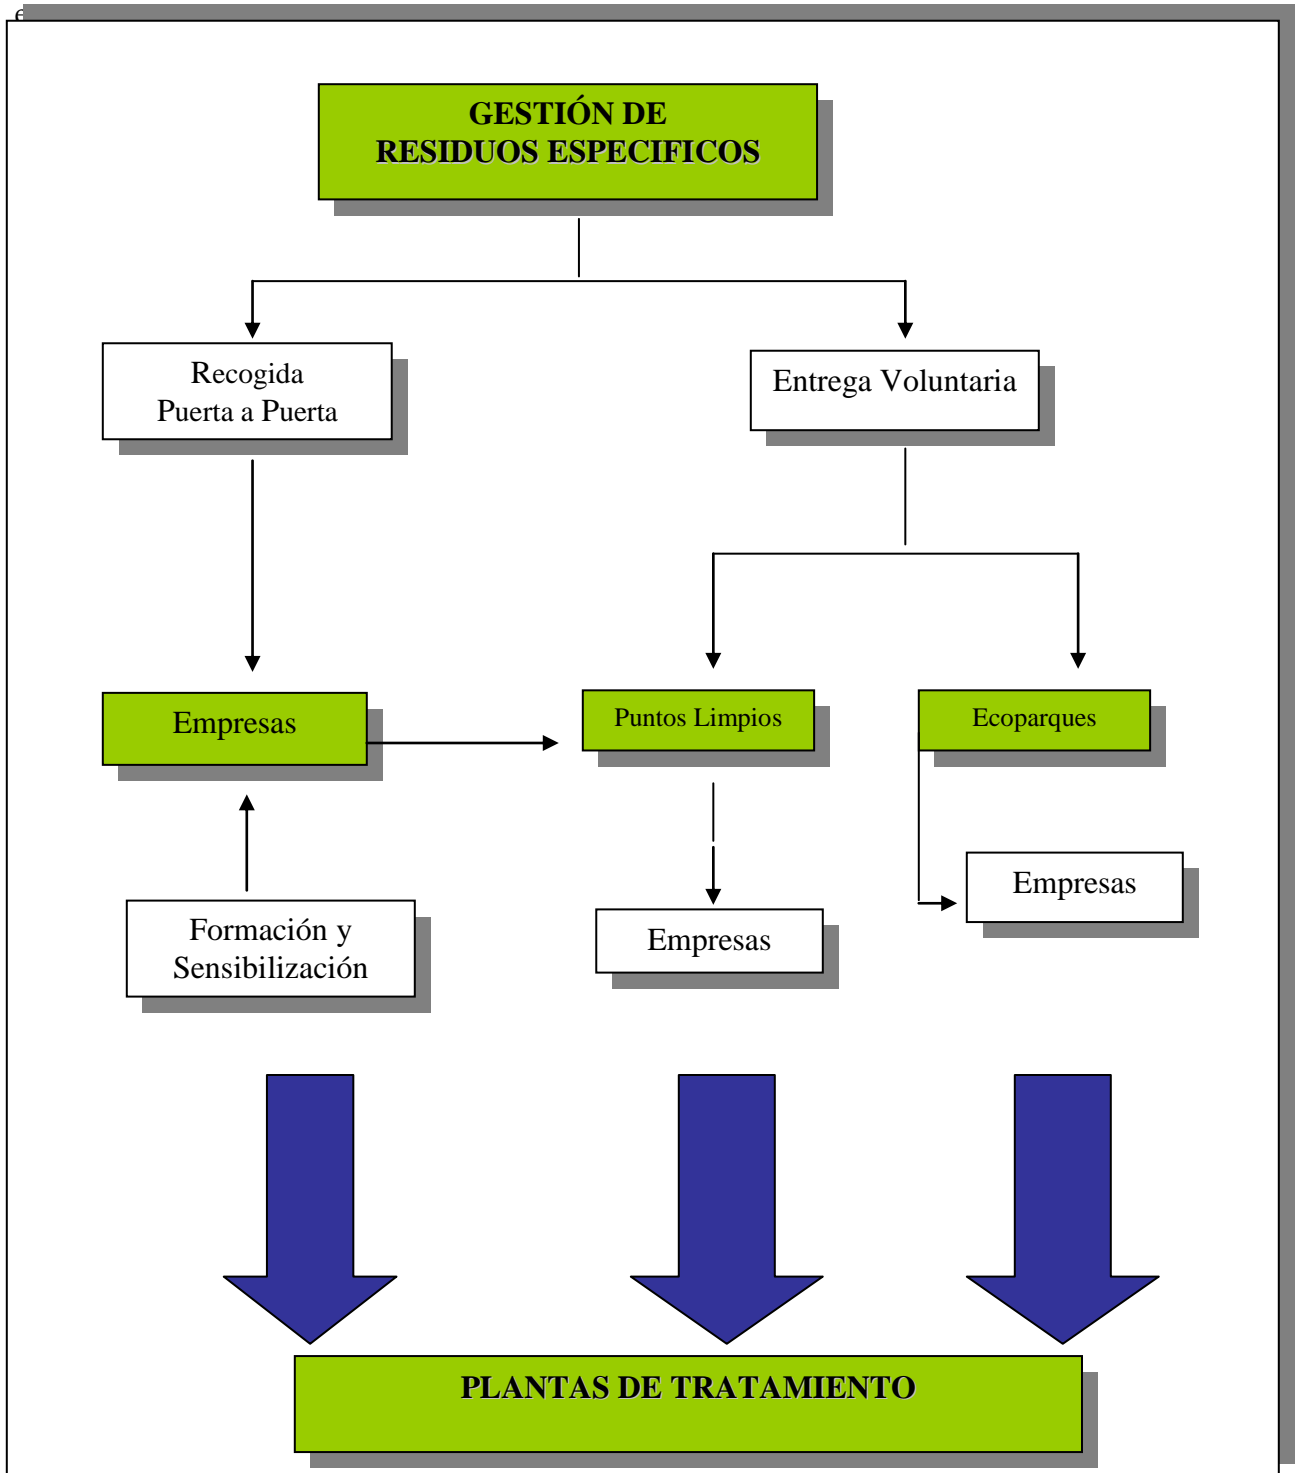 GESTIÓN DE
RESIDUOS ESPECIFICOS
Recogida
Puerta a Puerta
Entrega Voluntaria
Empresas
Puntos Limpios
Ecoparques
Formación y
Sensibilización
Empresas
Empresas
PLANTAS DE TRATAMIENTO